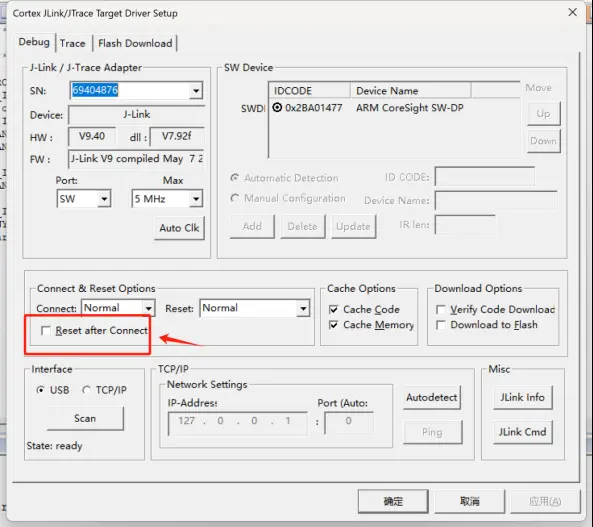 Cortex JLink/JTrace Target Driver Setup
Debug Trace Flash Download
J-Link / J-Trace Adapter
SN: 69404876
Device: J-Link
HW : V9.40 dll : V7.92f
FW : J-Link V9 compiled May 7 2
Port: Max
SW 5 MHz
Auto Clk
SW Device
IDCODE Device Name Move
SWDI 0x2BA01477 ARM CoreSight SW-DP
Up
Down
Automatic Detection ID CODE:
Manual Configuration Device Name:
Add Delete Update IR len:
Connect & Reset Options
Connect: Normal Reset: Normal
Reset after Connect
Cache Options
Cache Code
Cache Memory
Download Options
Verify Code Download
Download to Flash
Interface
USB TCP/IP
Scan
State: ready
TCP/IP
Network Settings
IP-Address: Port (Auto:
127 . 0 . 0 . 1 : 0
Autodetect
Ping
Misc
JLink Info
JLink Cmd
确定 取消 应用(A)